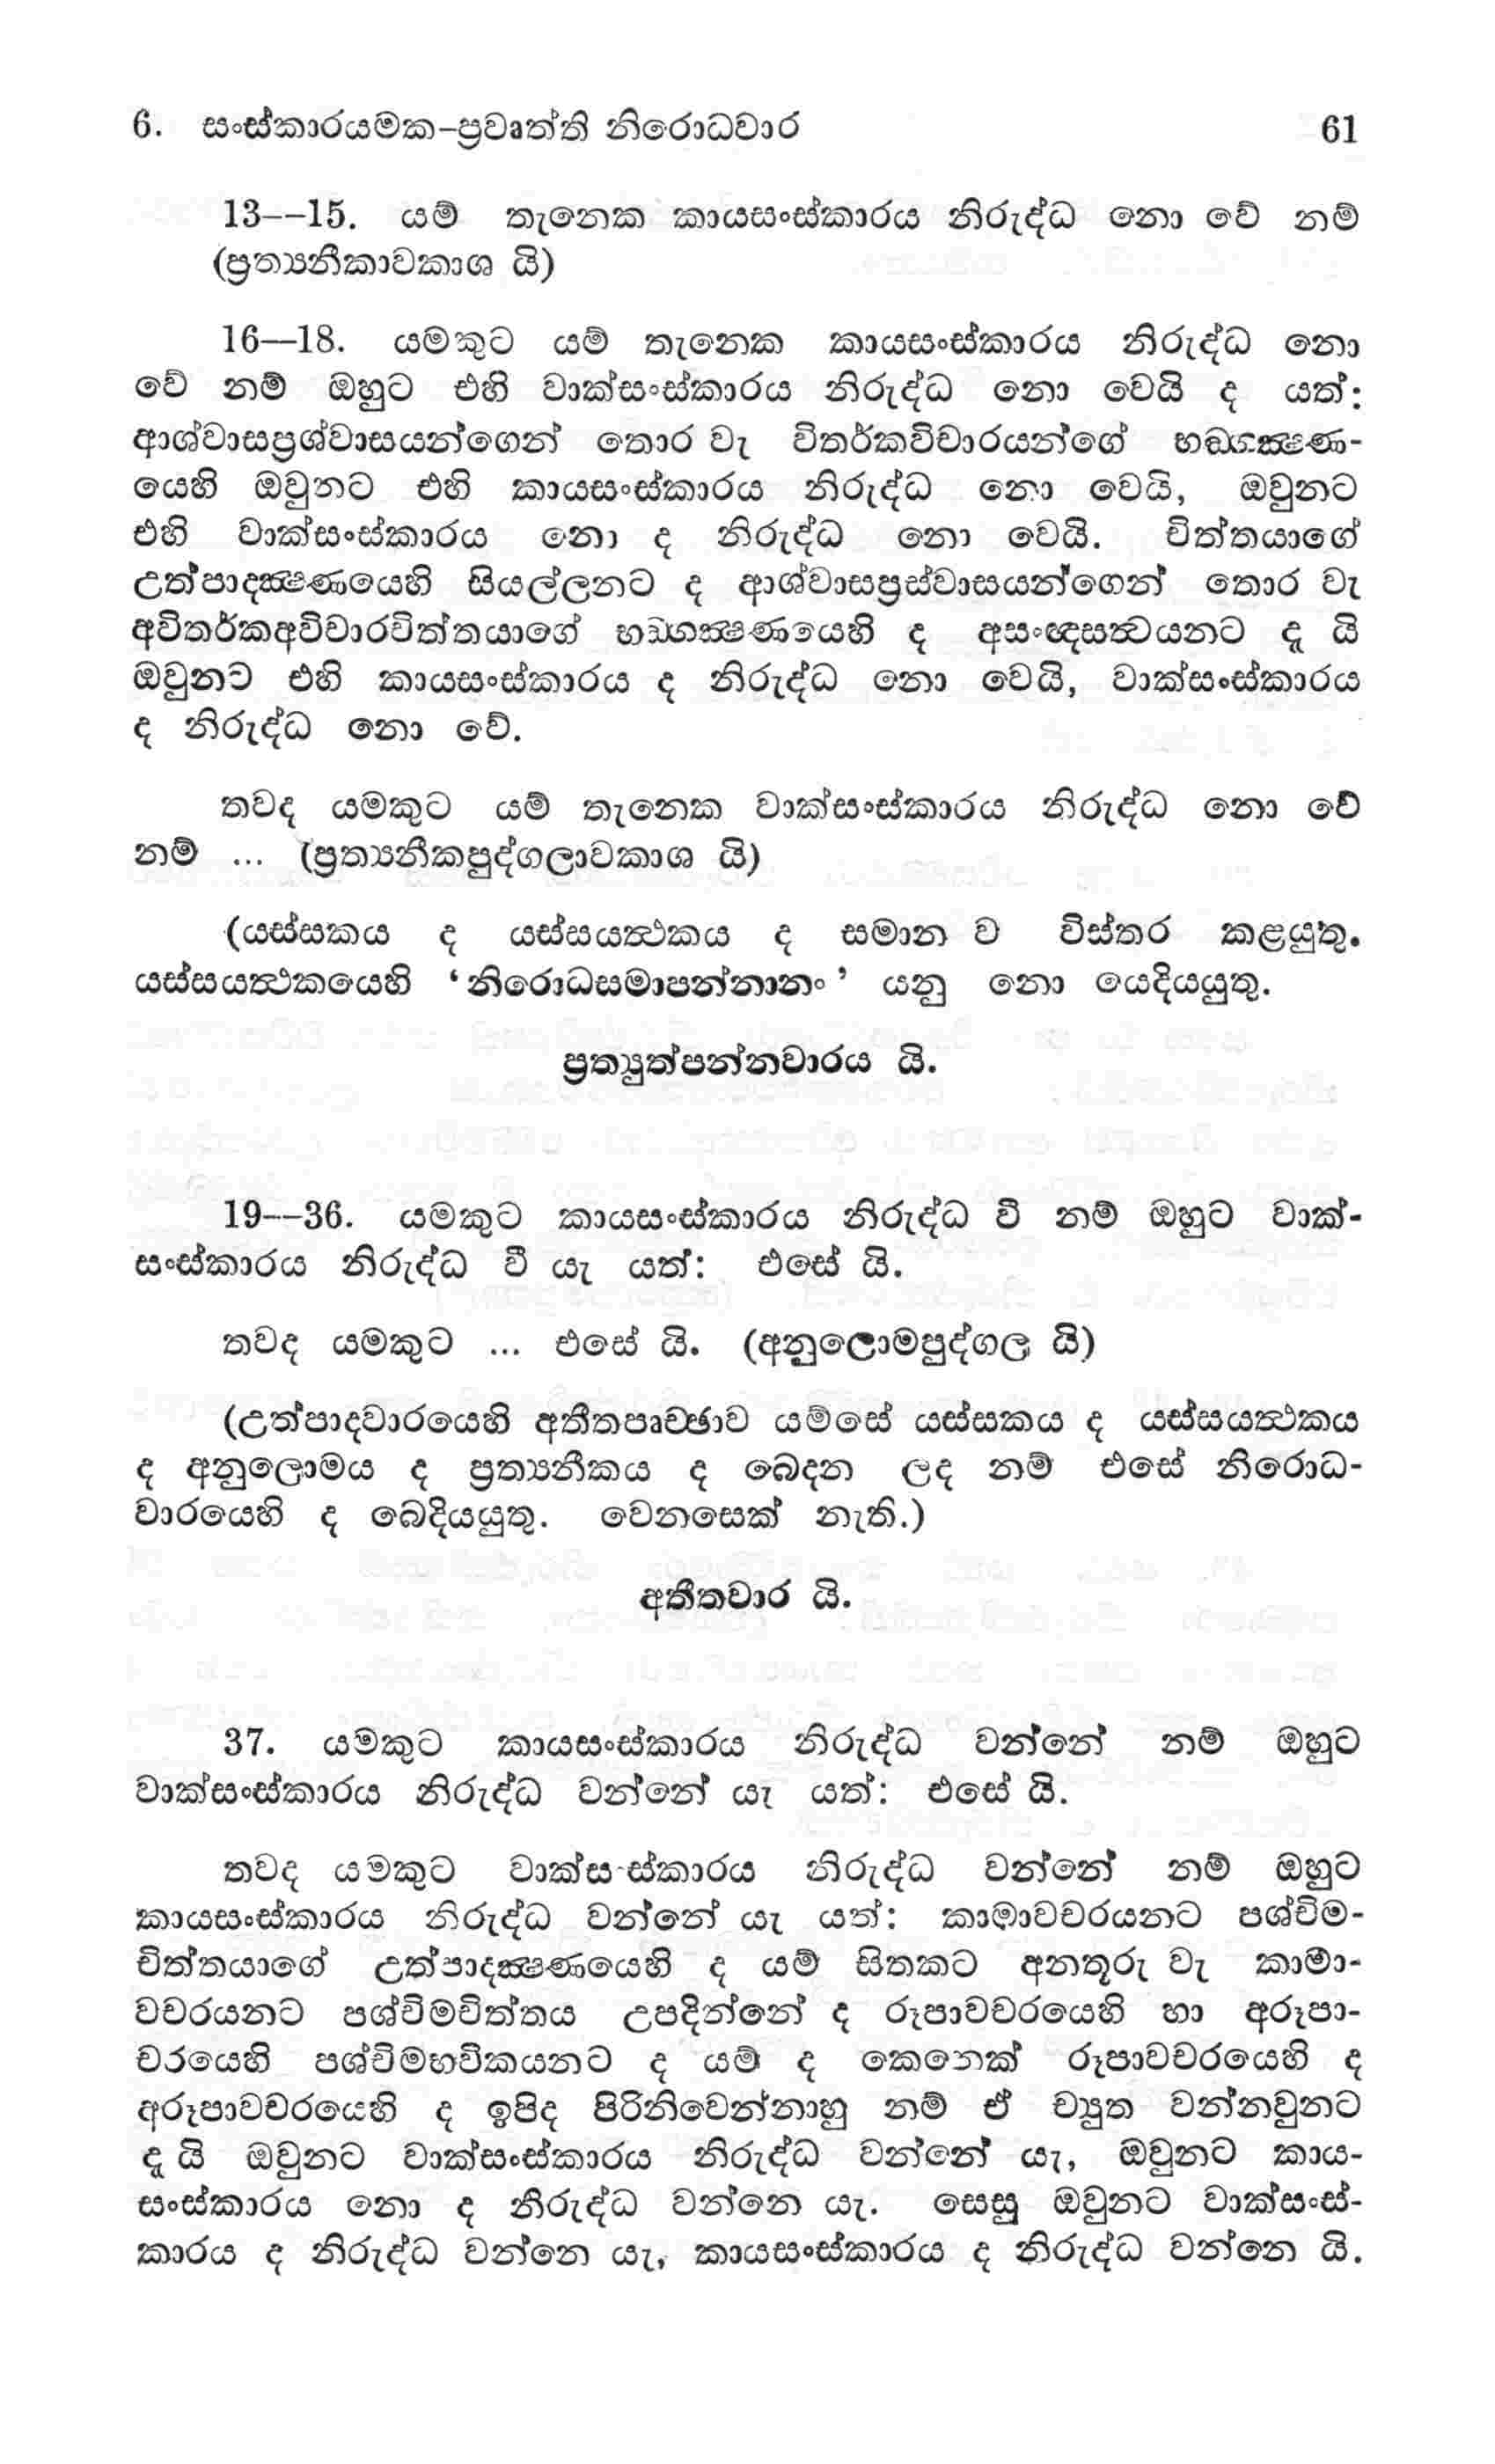 6. සංස්කාරයමක-ප්‍රවෘත්ති නිරොධවාර 61
13--15. යම් තැනෙක කායසංස්කාරය නිරුද්ධ නො වේ නම්
(ප්‍රත්‍යනීකාවකාශ යි)
16—18. යමකුට යම් තැනෙක කායසංස්කාරය නිරුද්ධ නො
වේ නම් ඔහුට එහි වාක්සංස්කාරය නිරුද්ධ නො වෙයි ද යත්:
ආශ්වාසප්‍රශ්වාසයන්ගෙන් තොර වැ විතර්කවිචාරයන්ගේ භඞ්ගක්‍ෂණ-
යෙහි ඔවුනට එහි කායසංස්කාරය නිරුද්ධ නො වෙයි, ඔවුනට
එහි වාක්සංස්කාරය නො ද නිරුද්ධ නො වෙයි. චිත්තයාගේ
උත්පාදක්‍ෂණයෙහි සියල්ලනට ද ආශ්වාසප්‍රස්වාසයන්ගෙන් තොර වැ
අවිතර්කඅවිචාරචිත්තයාගේ භඞ්ගක්‍ෂණයෙහි ද අසංඥසත්‍වයනට දැ යි
ඔවුනට එහි කායසංස්කාරය ද නිරුද්ධ නො වෙයි, වාක්සංස්කාරය
ද නිරුද්ධ නො වේ.
තවද යමකුට යම් තැනෙක වාක්සංස්කාරය නිරුද්ධ නො වේ
නම් ... (ප්‍රත්‍යනීකපුද්ගලාවකාශ යි)
(යස්සකය ද යස්සයත්‍ථකය ද සමාන ව විස්තර කළයුතු.
යස්සයත්‍ථකයෙහි ‘නිරොධසමාපන්නානං’ යනු නො යෙදියයුතු.
ප්‍රත්‍යුත්පන්නවාරය යි.
19--36. යමකුට කායසංස්කාරය නිරුද්ධ වී නම් ඔහුට වාක්-
සංස්කාරය නිරුද්ධ වී යැ යත්: එසේ යි.
තවද යමකුට ... එසේ යි. (අනුලොමපුද්ගල යි)
(උත්පාදවාරයෙහි අතීතපෘච්ඡාව යම්සේ යස්සකය ද යස්සයත්‍ථකය
ද අනුලොමය ද ප්‍රත්‍යනීකය ද බෙදන ලද නම් එසේ නිරොධ-
වාරයෙහි ද බෙදියයුතු. වෙනසෙක් නැති.)
අතීතවාර යි.
37. යමකුට කායසංස්කාරය නිරුද්ධ වන්නේ නම් ඔහුට
වාක්සංස්කාරය නිරුද්ධ වන්නේ යැ යත්: එසේ යි.
තවද යමකුට වාක්සංස්කාරය නිරුද්ධ වන්නේ නම් ඔහුට
කායසංස්කාරය නිරුද්ධ වන්නේ යැ යත්: කාමාවචරයනට පශ්චිම-
චිත්තයාගේ උත්පාදක්‍ෂණයෙහි ද යම් සිතකට අනතුරු වැ කාමා-
වචරයනට පශ්චිමචිත්තය උපදින්නේ ද රූපාවචරයෙහි හා අරූපා-
චරයෙහි පශ්චිමභවිකයනට ද යම් ද කෙනෙක් රූපාවචරයෙහි ද
අරූපාවචරයෙහි ද ඉපිද පිරිනිවෙන්නාහු නම් ඒ ච්‍යුත වන්නවුනට
දැ යි ඔවුනට වාක්සංස්කාරය නිරුද්ධ වන්නේ යැ, ඔවුනට කාය-
සංස්කාරය නො ද නිරුද්ධ වන්නෙ යැ. සෙසු ඔවුනට වාක්සංස්-
කාරය ද නිරුද්ධ වන්නෙ යැ, කායසංස්කාරය ද නිරුද්ධ වන්නෙ යි.